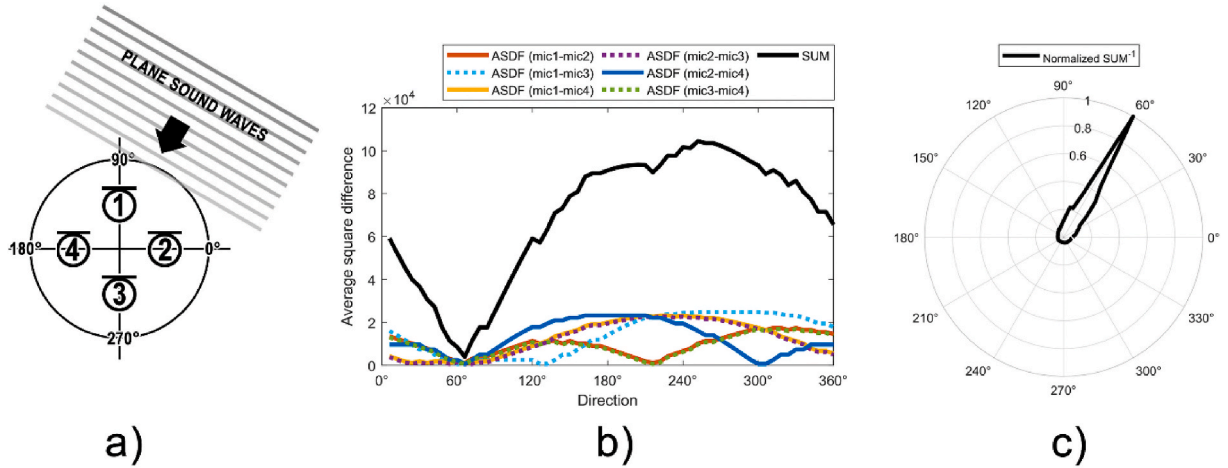 PLANE SOUND WAVES
90°
1
180°
4
2
0°
3
270°
a)
ASDF (mic1-mic2)
ASDF (mic2-mic3)
SUM
ASDF (mic1-mic3)
ASDF (mic2-mic4)
ASDF (mic1-mic4)
ASDF (mic3-mic4)
×10⁴
Average square difference
12
10
8
6
4
2
0
0°
60°
120°
180°
240°
300°
360°
Direction
b)
Normalized SUM⁻¹
90°
120°
1
60°
0.8
0.6
30°
180°
0°
210°
330°
240°
300°
270°
c)